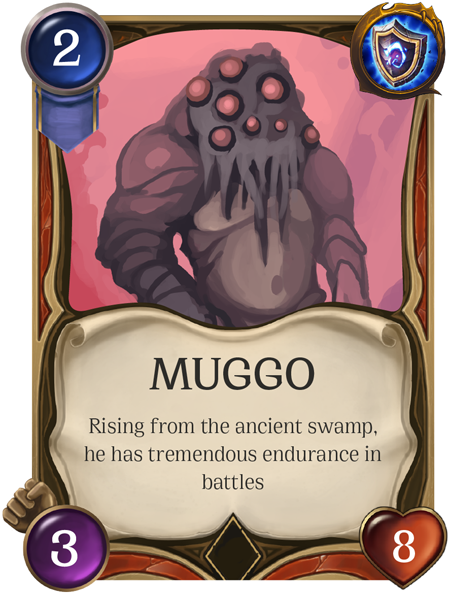 2
MUGGO
Rising from the ancient swamp,
he has tremendous endurance in
battles
3
8